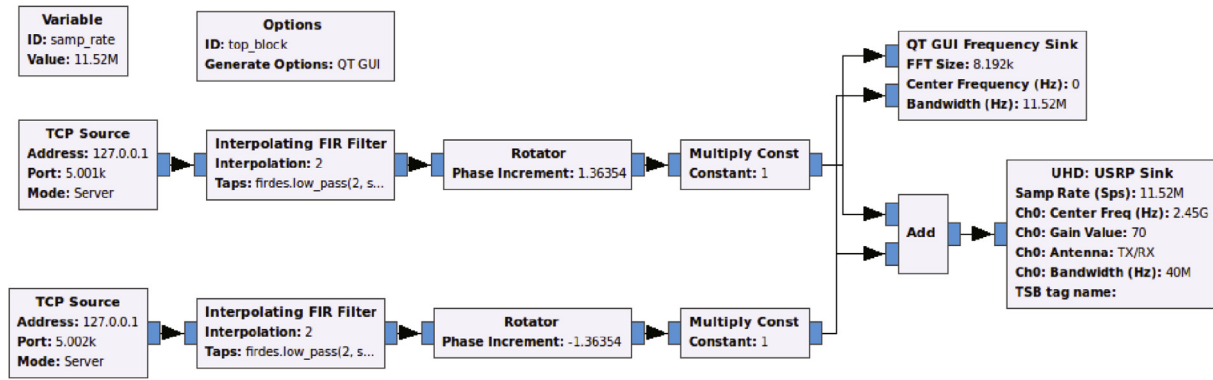 Variable
ID: samp_rate
Value: 11.52M
Options
ID: top_block
Generate Options: QT GUI
QT GUI Frequency Sink
FFT Size: 8.192k
Center Frequency (Hz): 0
Bandwidth (Hz): 11.52M
TCP Source
Address: 127.0.0.1
Port: 5.001k
Mode: Server
Interpolating FIR Filter
Interpolation: 2
Taps: firdes.low_pass(2, s...
Rotator
Phase Increment: 1.36354
Multiply Const
Constant: 1
Add
UHD: USRP Sink
Samp Rate (Sps): 11.52M
Ch0: Center Freq (Hz): 2.45G
Ch0: Gain Value: 70
Ch0: Antenna: TX/RX
Ch0: Bandwidth (Hz): 40M
TSB tag name:
TCP Source
Address: 127.0.0.1
Port: 5.002k
Mode: Server
Interpolating FIR Filter
Interpolation: 2
Taps: firdes.low_pass(2, s...
Rotator
Phase Increment: -1.36354
Multiply Const
Constant: 1